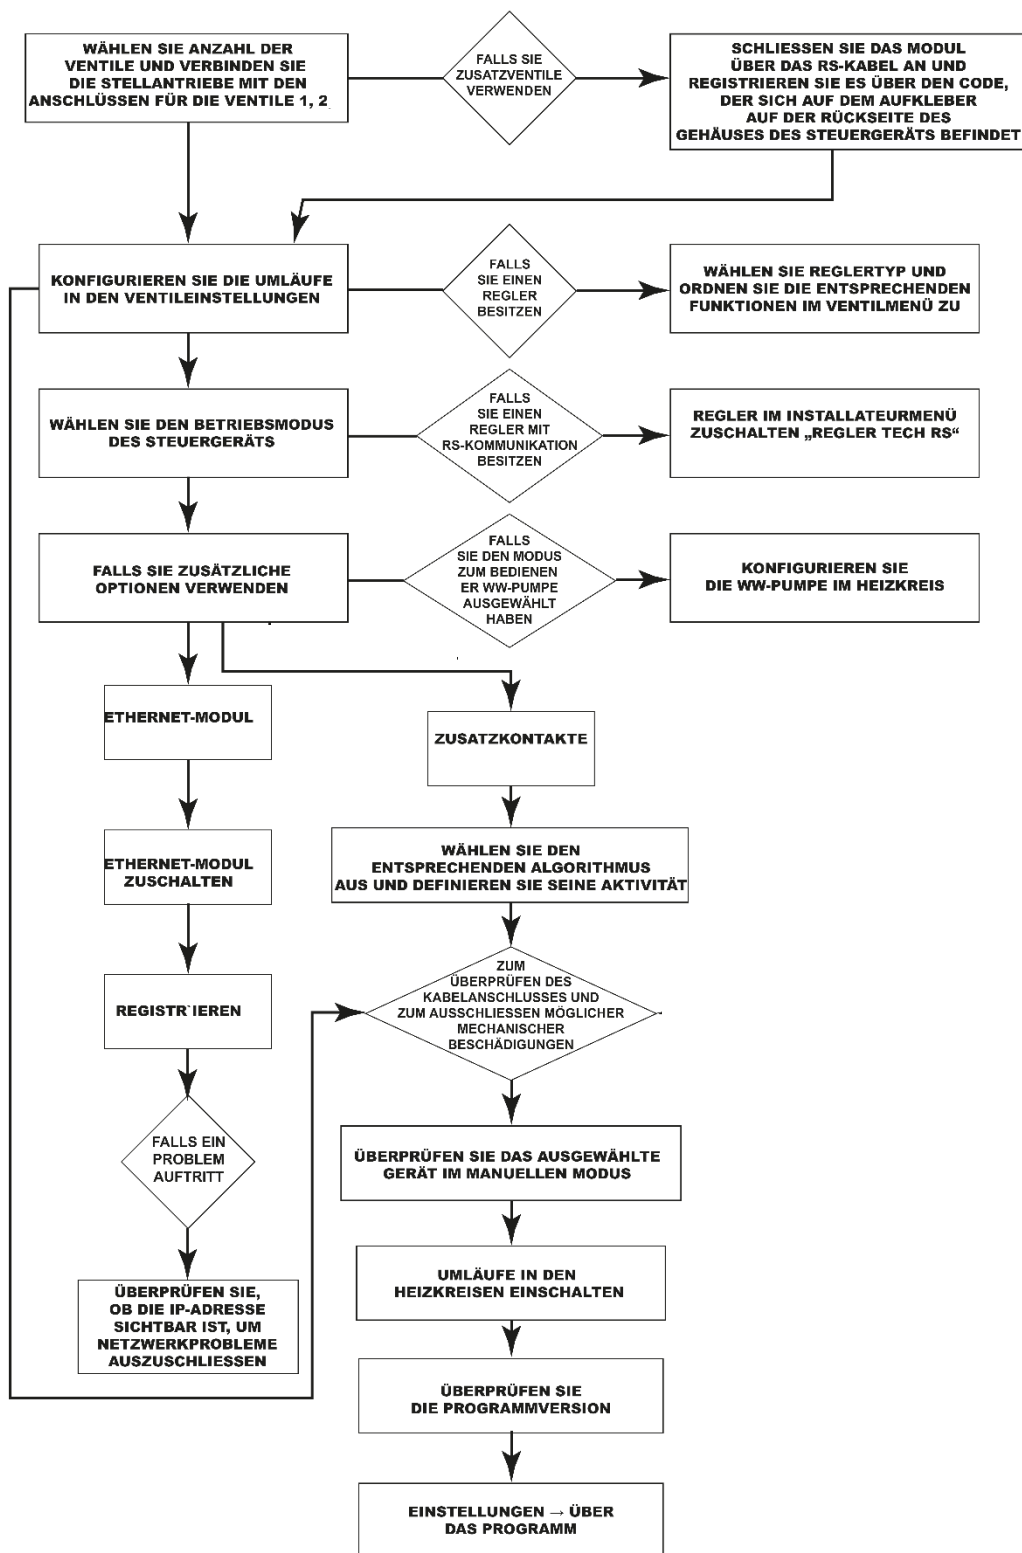 WÄHLEN SIE ANZAHL DER
VENTILE UND VERBINDEN SIE
DIE STELLANTRIEBE MIT DEN
ANSCHLÜSSEN FÜR DIE VENTILE 1, 2
FALLS SIE
ZUSATZVENTILE
VERWENDEN
SCHLIESSEN SIE DAS MODUL
ÜBER DAS RS-KABEL AN UND
REGISTRIEREN SIE ES ÜBER DEN CODE,
DER SICH AUF DEM AUFKLEBER
AUF DER RÜCKSEITE DES
GEHÄUSES DES STEUERGERÄTS BEFINDET
KONFIGURIEREN SIE DIE UMLÄUFE
IN DEN VENTILEINSTELLUNGEN
FALLS
SIE EINEN
REGLER
BESITZEN
WÄHLEN SIE REGLERTYP UND
ORDNEN SIE DIE ENTSPRECHENDEN
FUNKTIONEN IM VENTILMENÜ ZU
WÄHLEN SIE DEN BETRIEBSMODUS
DES STEUERGERÄTS
FALLS
SIE EINEN
REGLER MIT
RS-KOMMUNIKATION
BESITZEN
REGLER IM INSTALLATEURMENÜ
ZUSCHALTEN „REGLER TECH RS“
FALLS SIE ZUSÄTZLICHE
OPTIONEN VERWENDEN
FALLS
SIE DEN MODUS
ZUM BEDIENEN
ER WW-PUMPE
AUSGEWÄHLT
HABEN
KONFIGURIEREN SIE
DIE WW-PUMPE IM HEIZKREIS
ETHERNET-MODUL
ZUSATZKONTAKTE
ETHERNET-MODUL
ZUSCHALTEN
WÄHLEN SIE DEN
ENTSPRECHENDEN ALGORITHMUS
AUS UND DEFINIEREN SIE SEINE AKTIVITÄT
REGISTRIEREN
ZUM
ÜBERPRÜFEN DES
KABELANSCHLUSSES UND
ZUM AUSSCHLIESSEN MÖGLICHER
MECHANISCHER
BESCHÄDIGUNGEN
FALLS EIN
PROBLEM
AUFTRITT
ÜBERPRÜFEN SIE DAS AUSGEWÄHLTE
GERÄT IM MANUELLEN MODUS
ÜBERPRÜFEN SIE,
OB DIE IP-ADRESSE
SICHTBAR IST, UM
NETZWERKPROBLEME
AUSZUSCHLIESSEN
UMLÄUFE IN DEN
HEIZKREISEN EINSCHALTEN
ÜBERPRÜFEN SIE
DIE PROGRAMMVERSION
EINSTELLUNGEN → ÜBER
DAS PROGRAMM